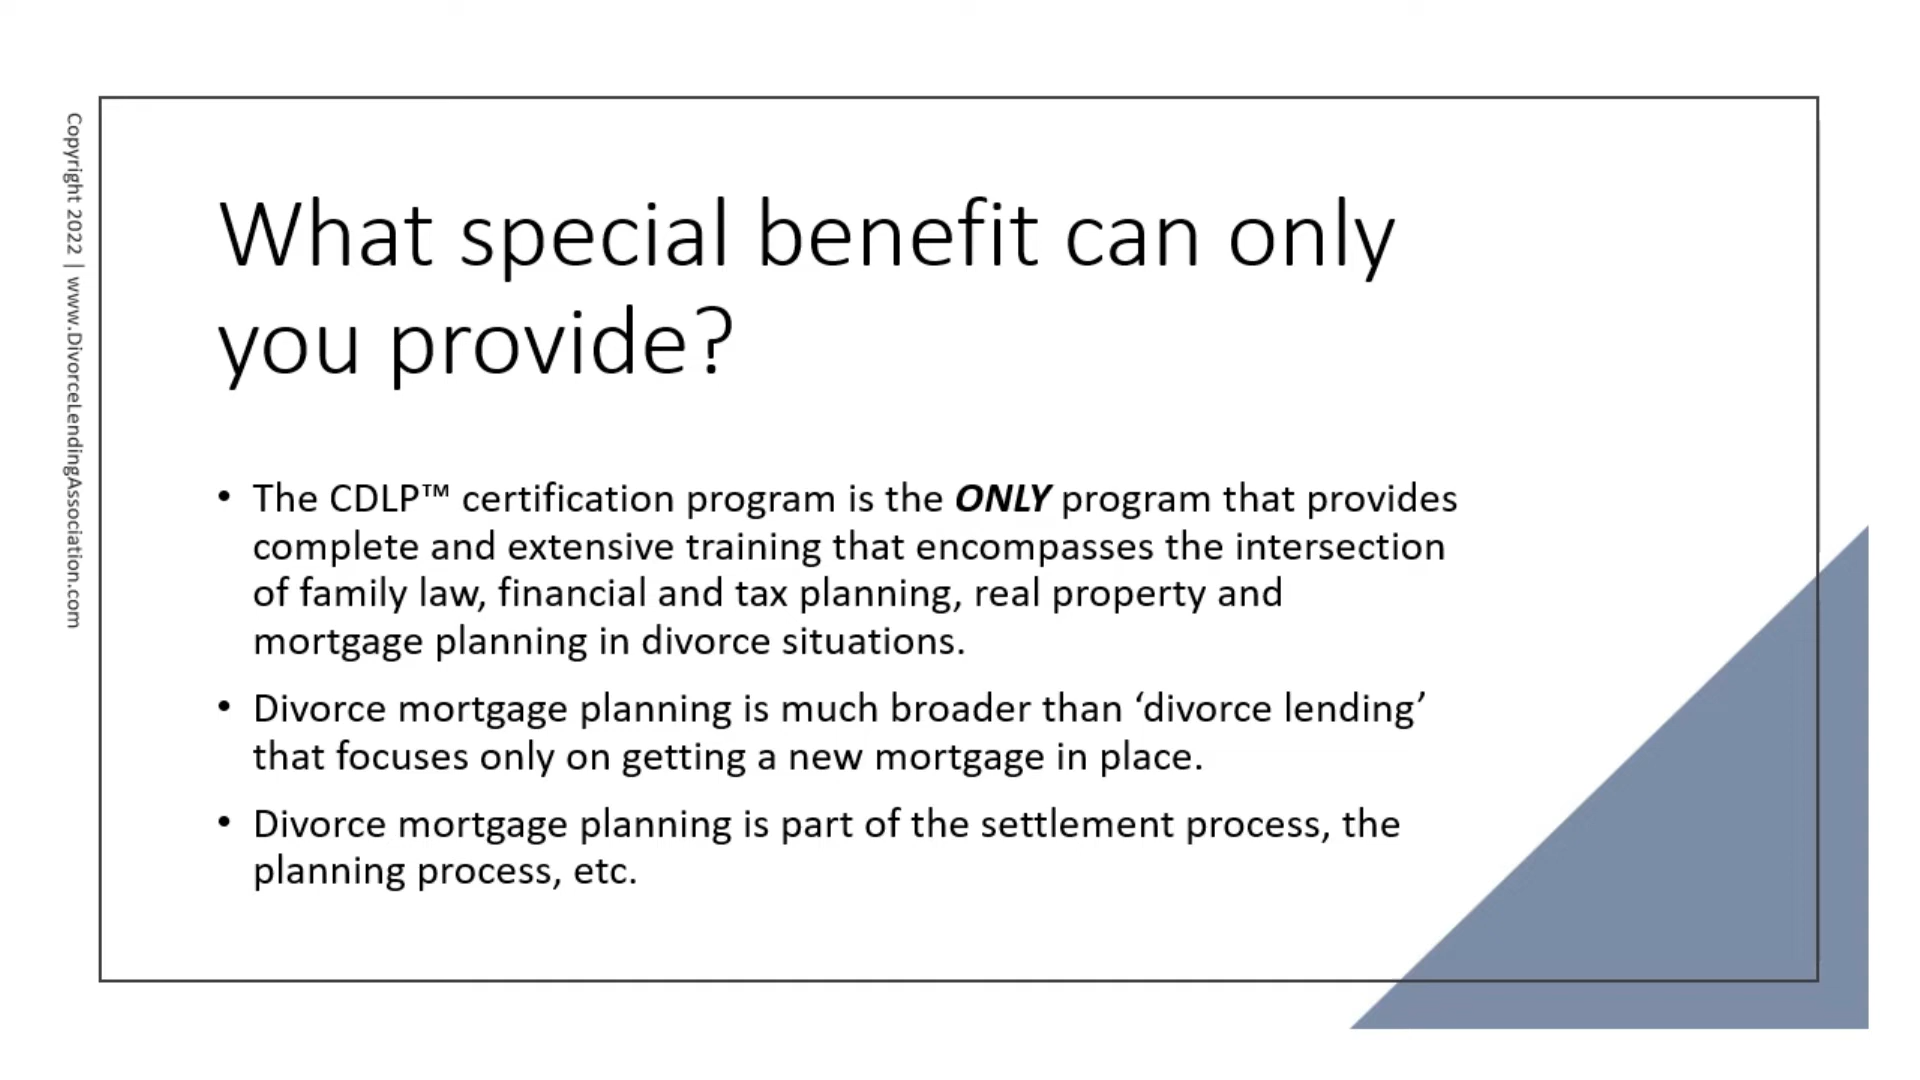 Copyright 2022 | www.DivorceLendingAssociation.com
What special benefit can only
you provide?
• The CDLP™ certification program is the ONLY program that provides
complete and extensive training that encompasses the intersection
of family law, financial and tax planning, real property and
mortgage planning in divorce situations.
• Divorce mortgage planning is much broader than ‘divorce lending’
that focuses only on getting a new mortgage in place.
• Divorce mortgage planning is part of the settlement process, the
planning process, etc.